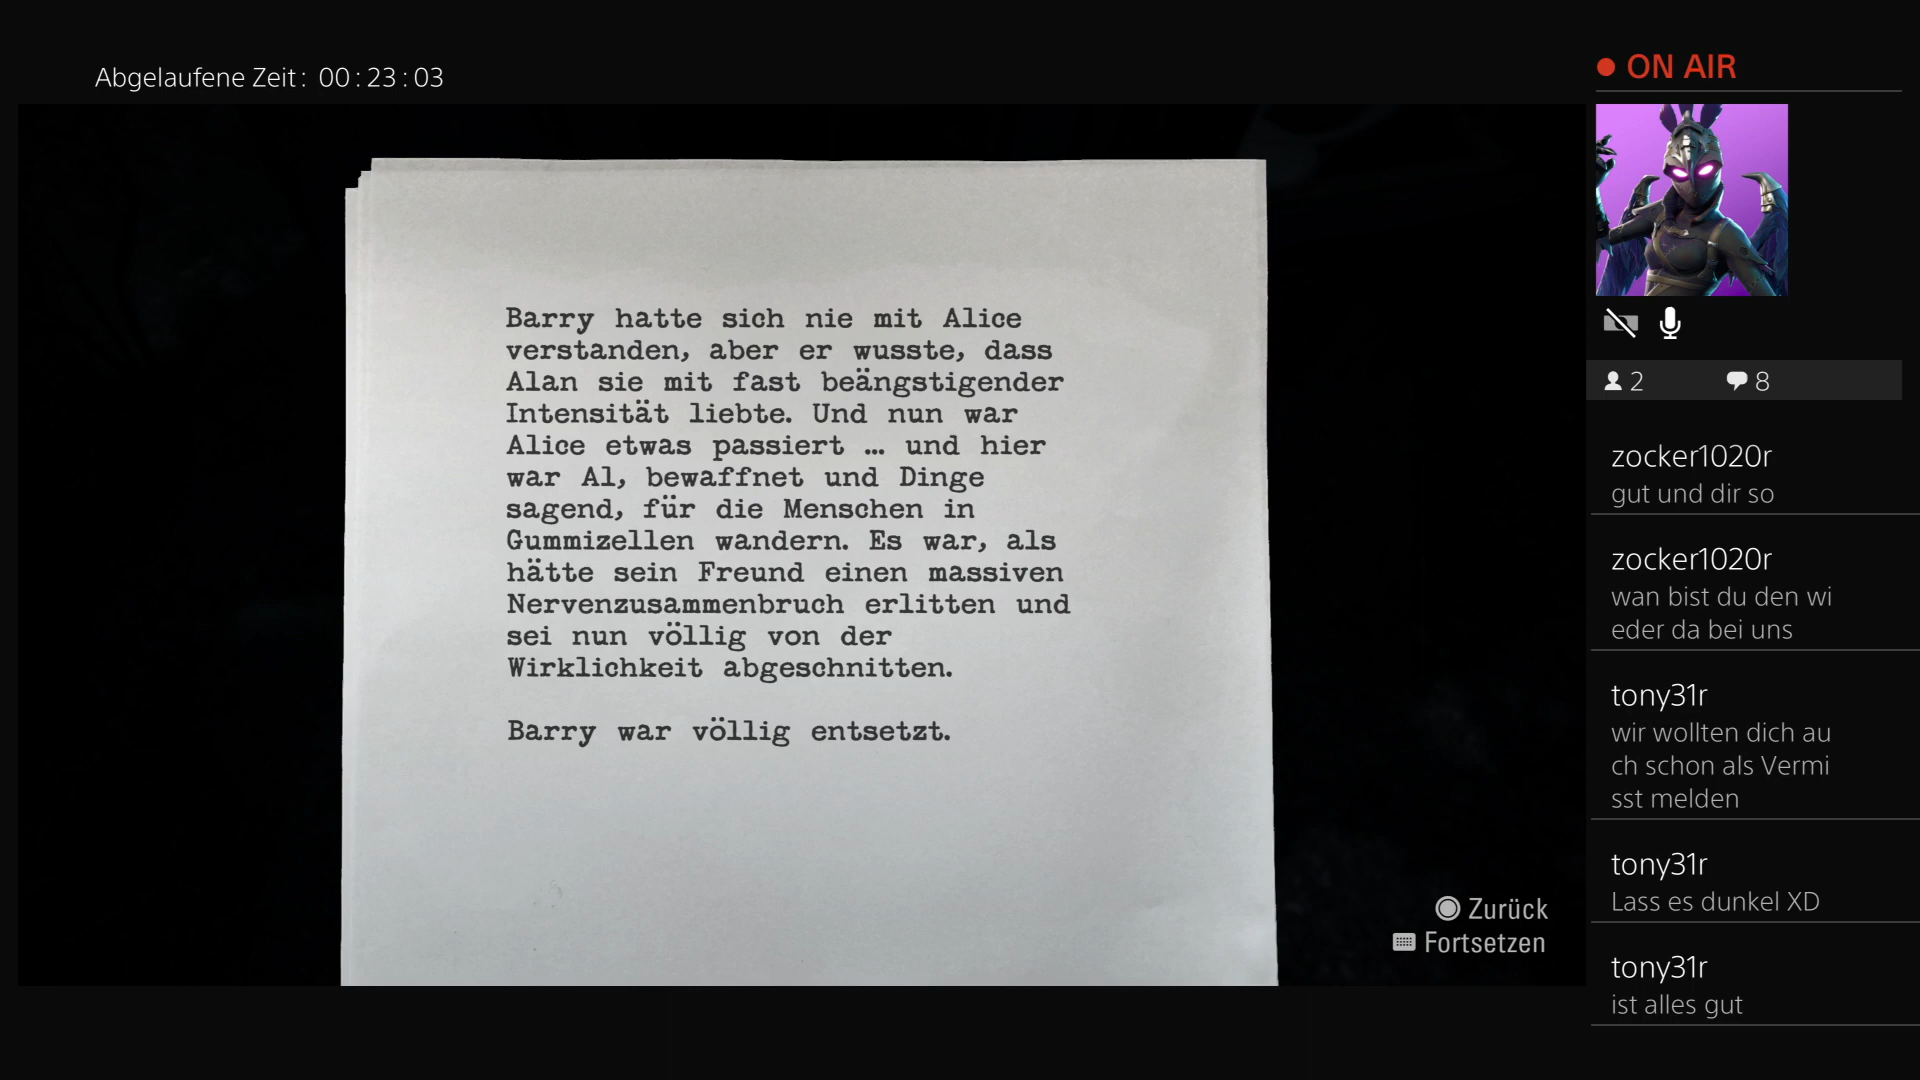 Abgelaufene Zeit: 00:23:03
Barry hatte sich nie mit Alice
verstanden, aber er wusste, dass
Alan sie mit fast beängstigender
Intensität liebte. Und nun war
Alice etwas passiert … und hier
war Al, bewaffnet und Dinge
sagend, für die Menschen in
Gummizellen wandern. Es war, als
hätte sein Freund einen massiven
Nervenzusammenbruch erlitten und
sei nun völlig von der
Wirklichkeit abgeschnitten.
Barry war völlig entsetzt.
Zurück
Fortsetzen
ON AIR
2
8
zocker1020r
gut und dir so
zocker1020r
wan bist du den wi
eder da bei uns
tony31r
wir wollten dich au
ch schon als Vermi
sst melden
tony31r
Lass es dunkel XD
tony31r
ist alles gut